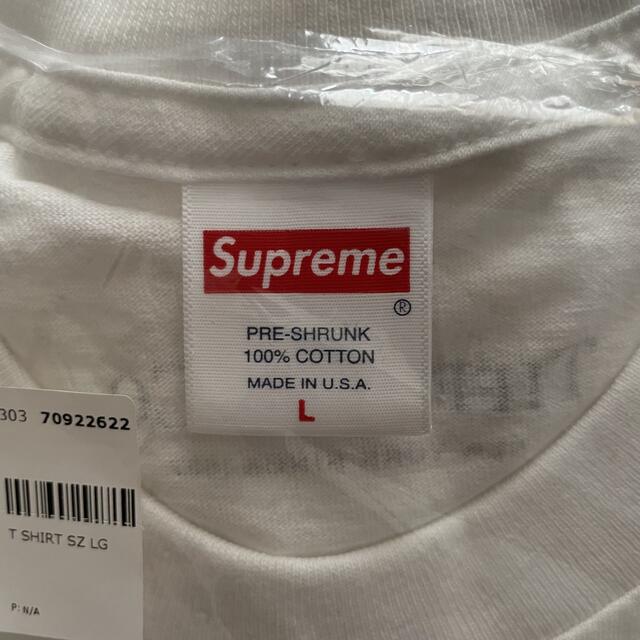 Supreme
®
PRE-SHRUNK
100% COTTON
MADE IN U.S.A.
L
303 70922622
T SHIRT SZ LG
P: N/A